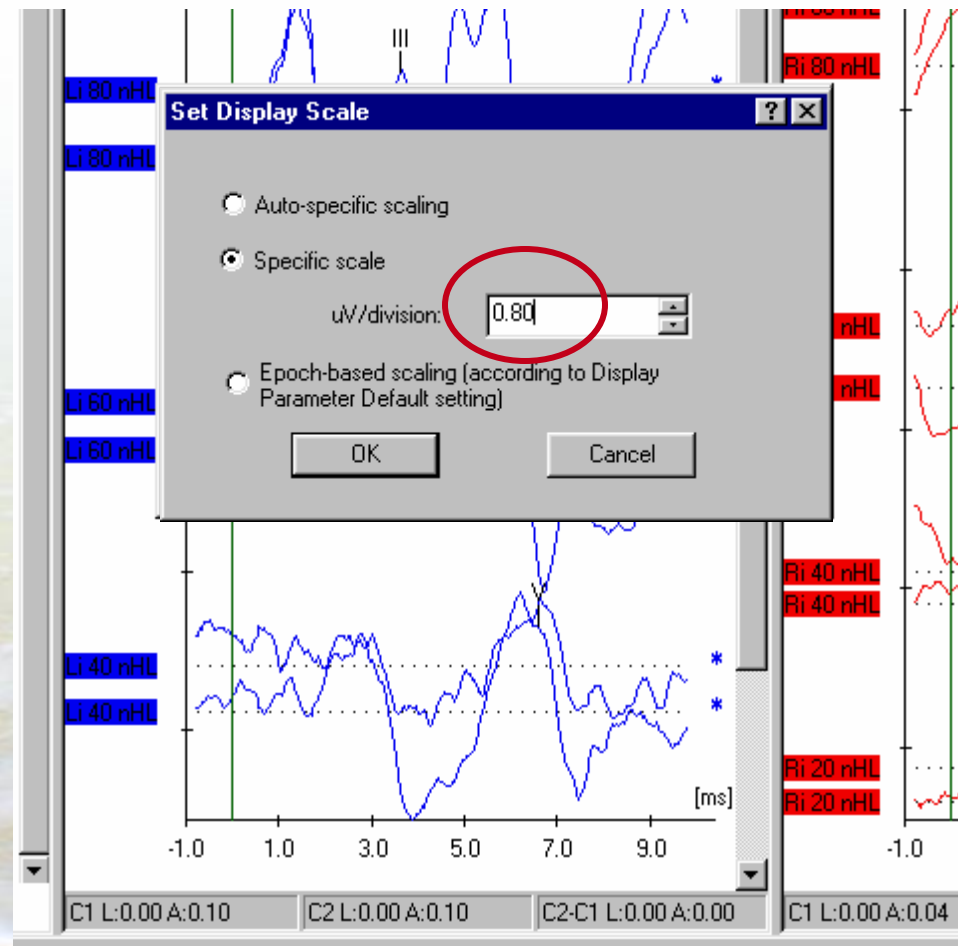 III
Ri 80 nHL
Li 80 nHL
Set Display Scale
Li 80 nHL
Auto-specific scaling
Specific scale
uV/division: 0.80
nHL
Epoch-based scaling (according to Display
Parameter Default setting)
nHL
Li 60 nHL
Li 60 nHL
OK Cancel
Ri 40 nHL
V
Ri 40 nHL
Li 40 nHL
Li 40 nHL
Ri 20 nHL
[ms]
Ri 20 nHL
-1.0 1.0 3.0 5.0 7.0 9.0
-1.0
C1 L:0.00 A:0.10 C2 L:0.00 A:0.10 C2-C1 L:0.00 A:0.00
C1 L:0.00 A:0.04